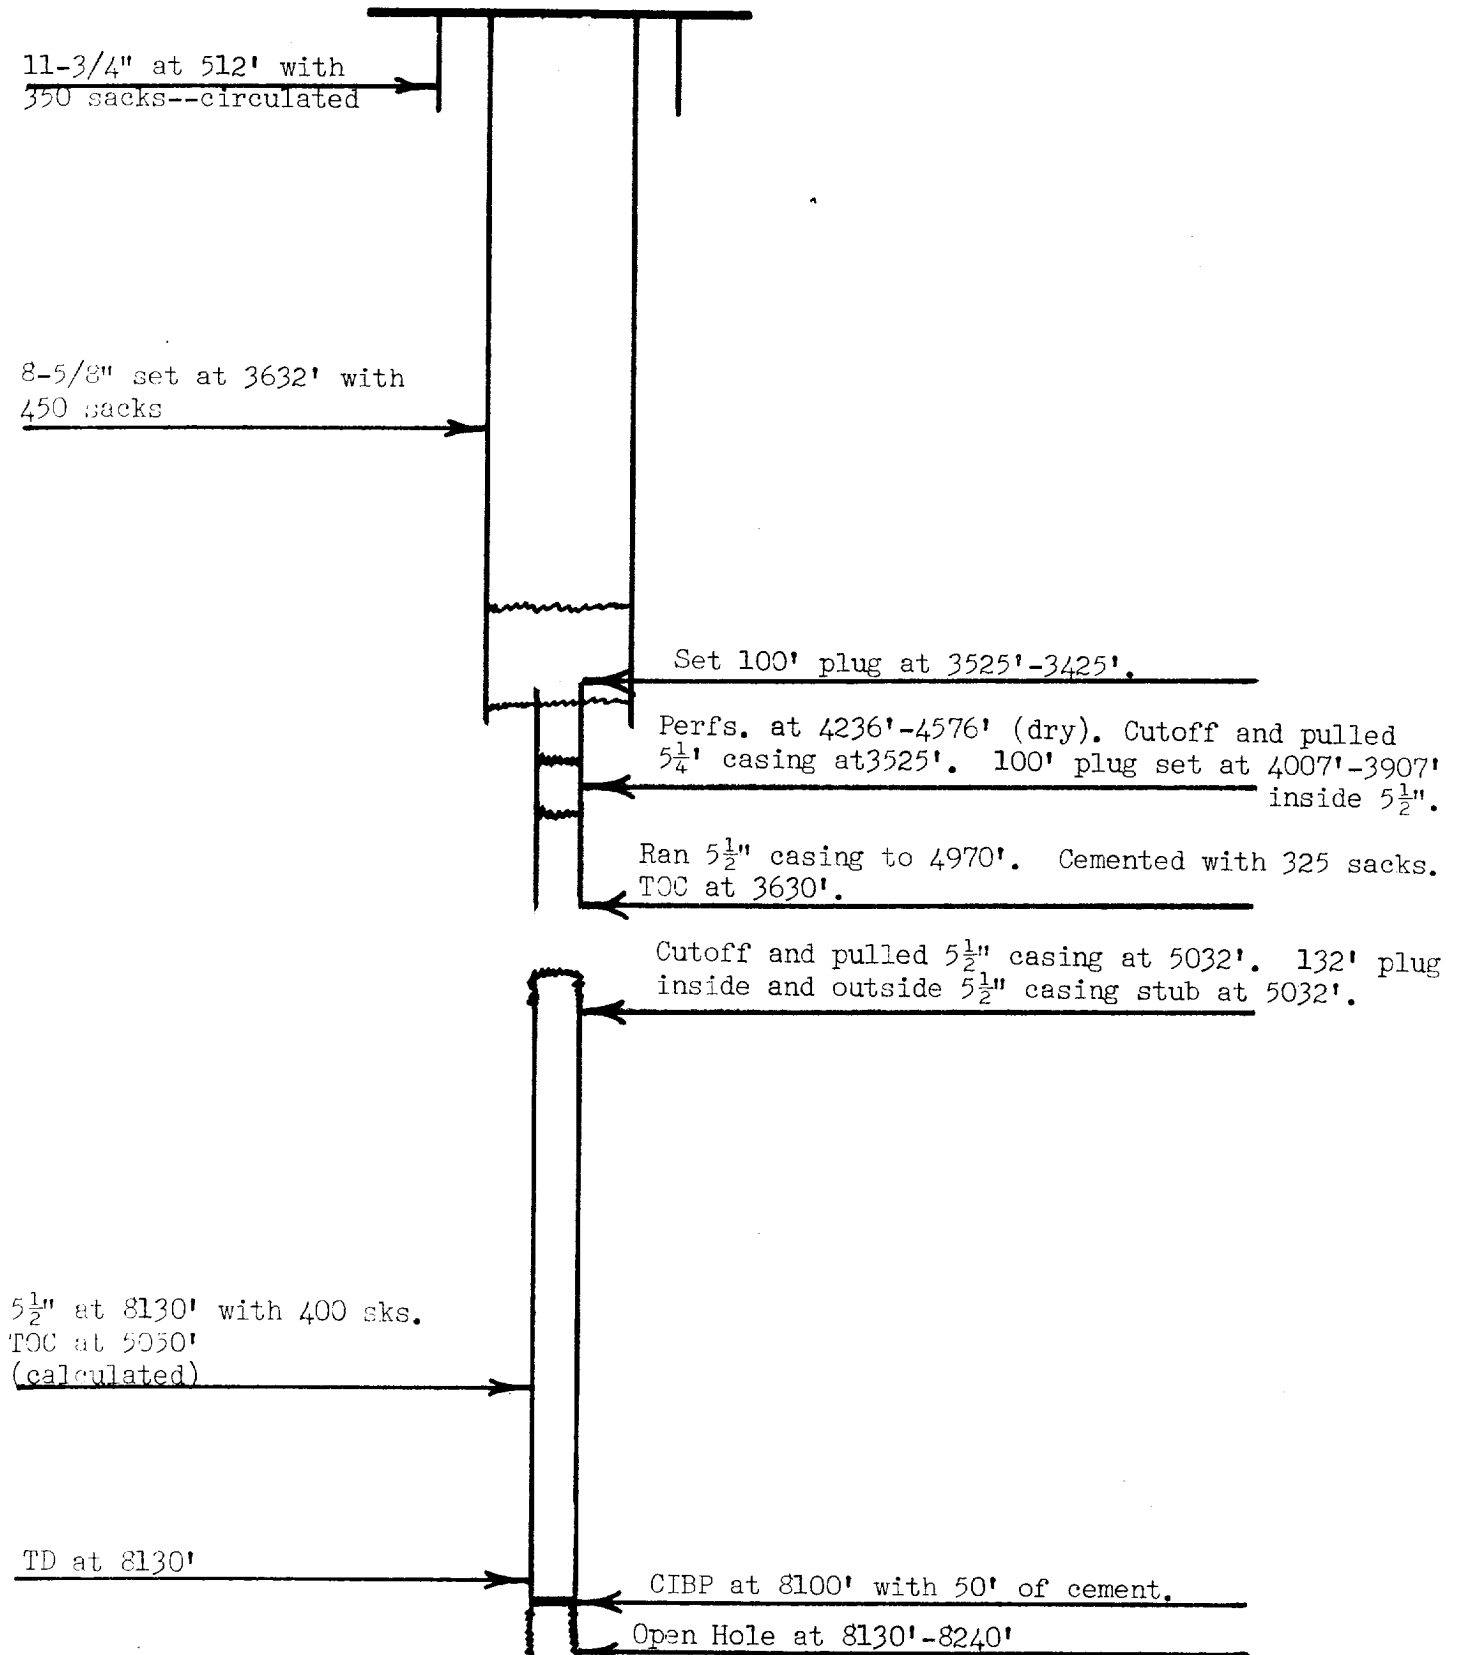 11-3/4" at 512' with
350 sacks--circulated
8-5/8" set at 3632' with
450 sacks
Set 100' plug at 3525'-3425'.
Perfs. at 4236'-4576' (dry). Cutoff and pulled
5¼' casing at3525'. 100' plug set at 4007'-3907'
inside 5½".
Ran 5½" casing to 4970'. Cemented with 325 sacks.
TOC at 3630'.
Cutoff and pulled 5½" casing at 5032'. 132' plug
inside and outside 5½" casing stub at 5032'.
5½" at 8130' with 400 sks.
TOC at 5050'
(calculated)
TD at 8130'
CIBP at 8100' with 50' of cement.
Open Hole at 8130'-8240'